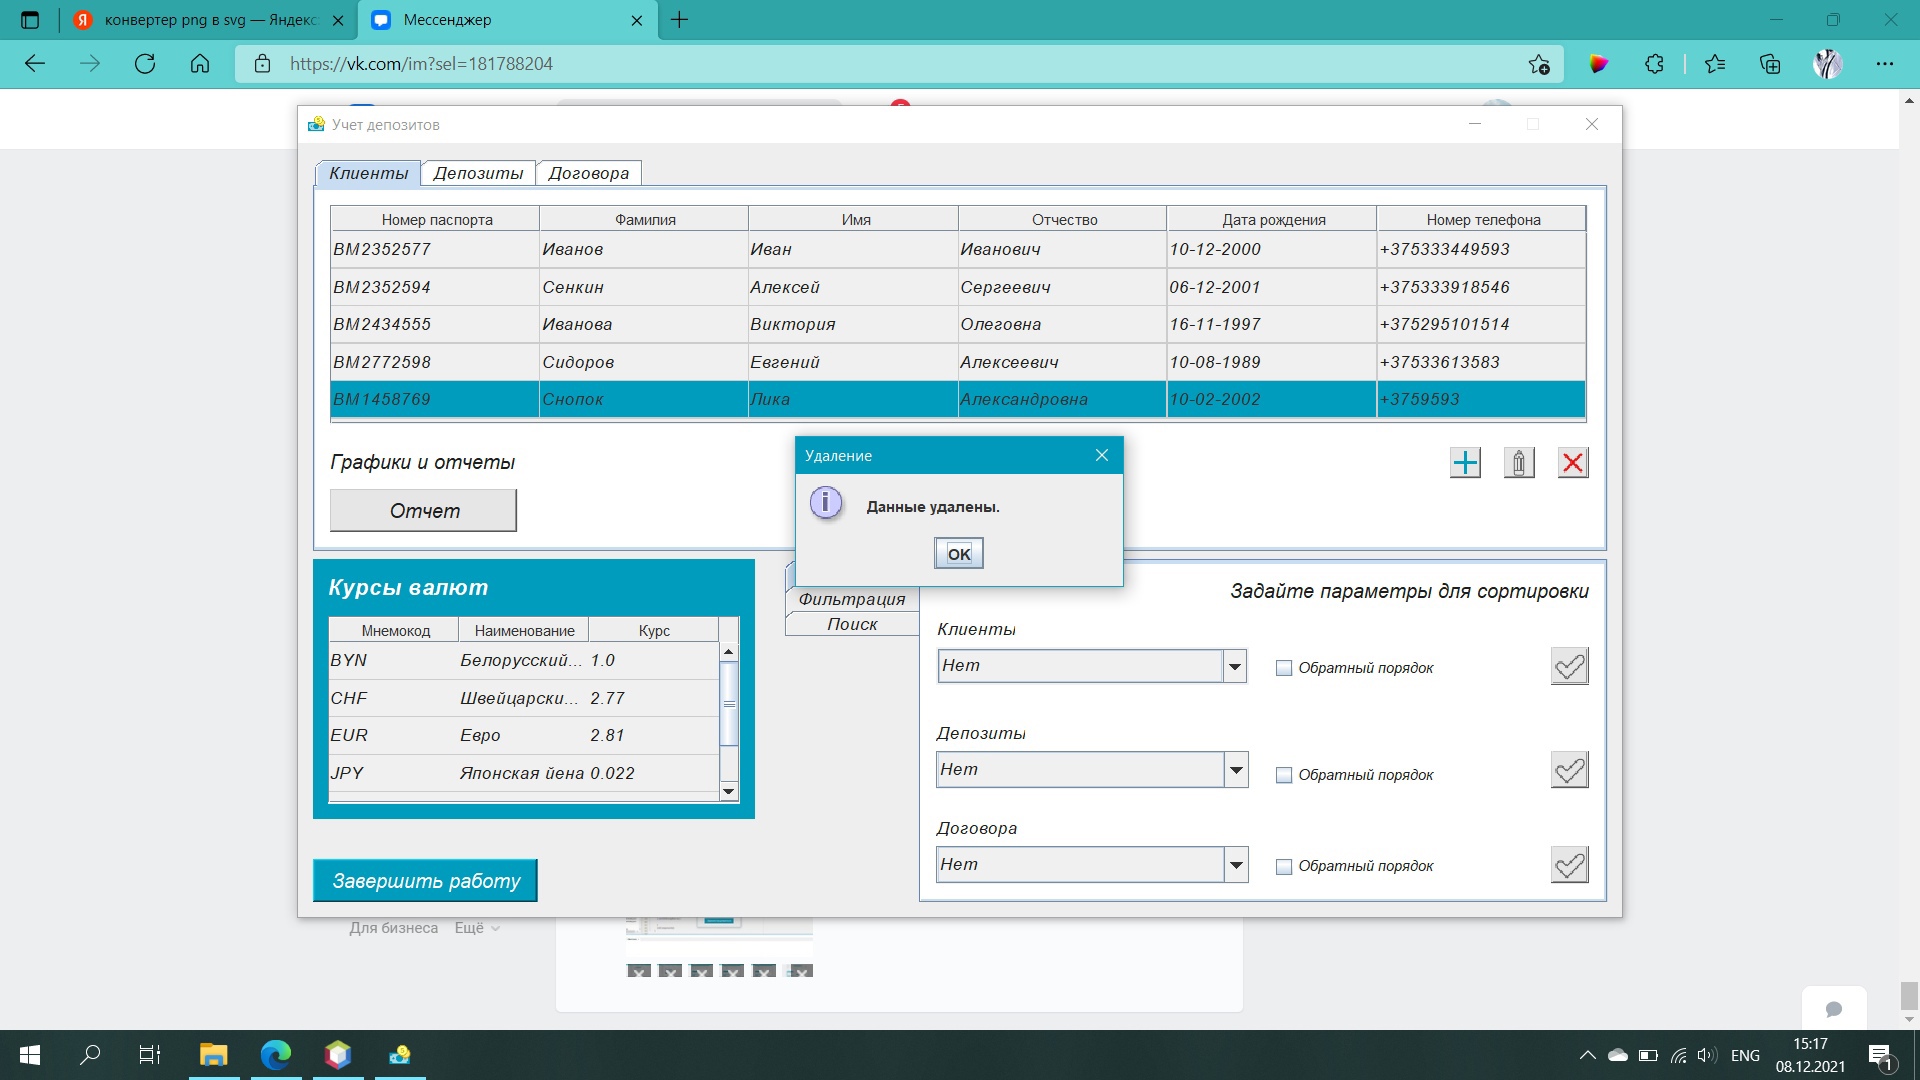 конвертер png в svg — Яндекс
Мессенджер
https://vk.com/im?sel=181788204
Учет депозитов
Клиенты Депозиты Договора
Номер паспорта Фамилия Имя Отчество Дата рождения Номер телефона
BM2352577 Иванов Иван Иванович 10-12-2000 +375333449593
BM2352594 Сенкин Алексей Сергеевич 06-12-2001 +375333918546
BM2434555 Иванова Виктория Олеговна 16-11-1997 +375295101514
BM2772598 Сидоров Евгений Алексеевич 10-08-1989 +37533613583
BM1458769 Снопок Лика Александровна 10-02-2002 +3759593
Графики и отчеты
Отчет
Удаление
Данные удалены.
OK
Курсы валют
Мнемокод Наименование Курс
BYN Белорусский... 1.0
CHF Швейцарски... 2.77
EUR Евро 2.81
JPY Японская йена 0.022
Завершить работу
Фильтрация
Поиск
Задайте параметры для сортировки
Клиенты
Нет Обратный порядок
Депозиты
Нет Обратный порядок
Договора
Нет Обратный порядок
Для бизнеса Ещё
ENG
15:17
08.12.2021
1